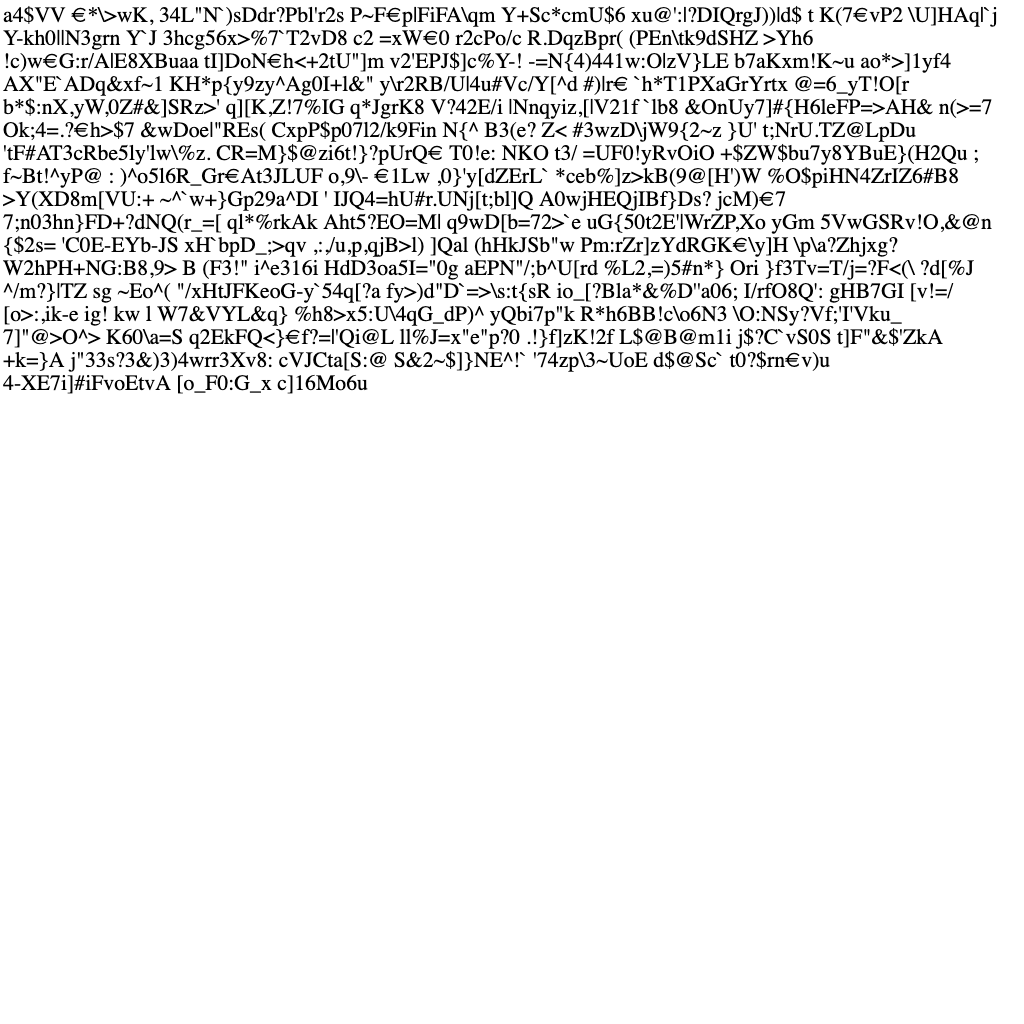 a4$VV €*\>wK, 34L"N`)sDdr?Pbl'r2s P~F€p|FiFA\qm Y+Sc*cmU$6 xu@':|?DIQrgJ))|d$ t K(7€vP2 \U]HAq|`j
Y-kh0||N3grn Y`J 3hcg56x>%7`T2vD8 c2 =xW€0 r2cPo/c R.DqzBpr( (PEn\tk9dSHZ >Yh6
!c)w€G:r/A|E8XBuaa tI]DoN€h<+2tU"]m v2'EPJ$]c%Y-! -=N{4)441w:O|zV}LE b7aKxm!K~u ao*>]1yf4
AX"E`ADq&xf~1 KH*p{y9zy^Ag0I+l&" y\r2RB/U|4u#Vc/Y[^d #)|r€ `h*T1PXaGrYrtx @=6_yT!O[r
b*$:nX,yW,0Z#&]SRz>' q][K,Z!7%IG q*JgrK8 V?42E/i |Nnqyiz,[|V21f`lb8 &OnUy7]#{H6leFP=>AH& n(>=7
Ok;4=.?€h>$7 &wDoe|"REs( CxpP$p07l2/k9Fin N{^ B3(e? Z< #3wzD\jW9{2~z }U' t;NrU.TZ@LpDu
'tF#AT3cRbe5ly'lw\%z. CR=M}$@zi6t!}?pUrQ€ T0!e: NKO t3/ =UF0!yRvOiO +$ZW$bu7y8YBuE}(H2Qu ;
f~Bt!^yP@ : )^o5l6R_Gr€At3JLUF o,9\- €1Lw ,0}'y[dZErL` *ceb%]z>kB(9@[H')W %O$piHN4ZrIZ6#B8
>Y(XD8m[VU:+ ~^`w+}Gp29a^DI ' IJQ4=hU#r.UNj[t;bl]Q A0wjHEQjIBf}Ds? jcM)€7
7;n03hn}FD+?dNQ(r_=[ ql*%rkAk Aht5?EO=M| q9wD[b=72>`e uG{50t2E'|WrZP,Xo yGm 5VwGSRv!O,&@n
{$2s= 'C0E-EYb-JS xH`bpD_;>qv ,:,/u,p,qjB>l) ]Qal (hHkJSb"w Pm:rZr]zYdRGK€\y]H \p\a?Zhjxg?
W2hPH+NG:B8,9> B (F3!" i^e316i HdD3oa5I="0g aEPN"/;b^U[rd %L2,=)5#n*} Ori }f3Tv=T/j=?F<(\ ?d[%J
^/m?}|TZ sg ~Eo^( "/xHtJFKeoG-y`54q[?a fy>)d"D`=>\s:t{sR io_[?Bla*&%D"a06; I/rfO8Q': gHB7GI [v!=/
[o>:,ik-e ig! kw l W7&VYL&q} %h8>x5:U\4qG_dP)^ yQbi7p"k R*h6BB!c\o6N3 \O:NSy?Vf;'I'Vku_
7]"@>O^> K60\a=S q2EkFQ<}€f?=|'Qi@L ll%J=x"e"p?0 .!}f]zK!2f L$@B@m1i j$?C`vS0S t]F"&$'ZkA
+k=}A j"33s?3&)3)4wrr3Xv8: cVJCta[S:@ S&2~$]}NE^!` '74zp\3~UoE d$@Sc` t0?$rn€v)u
4-XE7i]#iFvoEtvA [o_F0:G_x c]16Mo6u